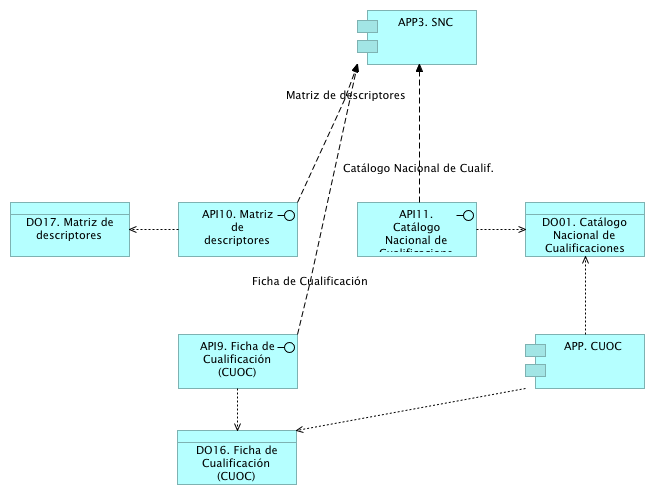 APP3. SNC
Matriz de descriptores
Catálogo Nacional de Cualif.
DO17. Matriz de
descriptores
API10. Matriz
de
descriptores
API11.
Catálogo
Nacional de
Cualificacione
DO01. Catálogo
Nacional de
Cualificaciones
Ficha de Cualificación
API9. Ficha de
Cualificación
(CUOC)
APP. CUOC
DO16. Ficha de
Cualificación
(CUOC)